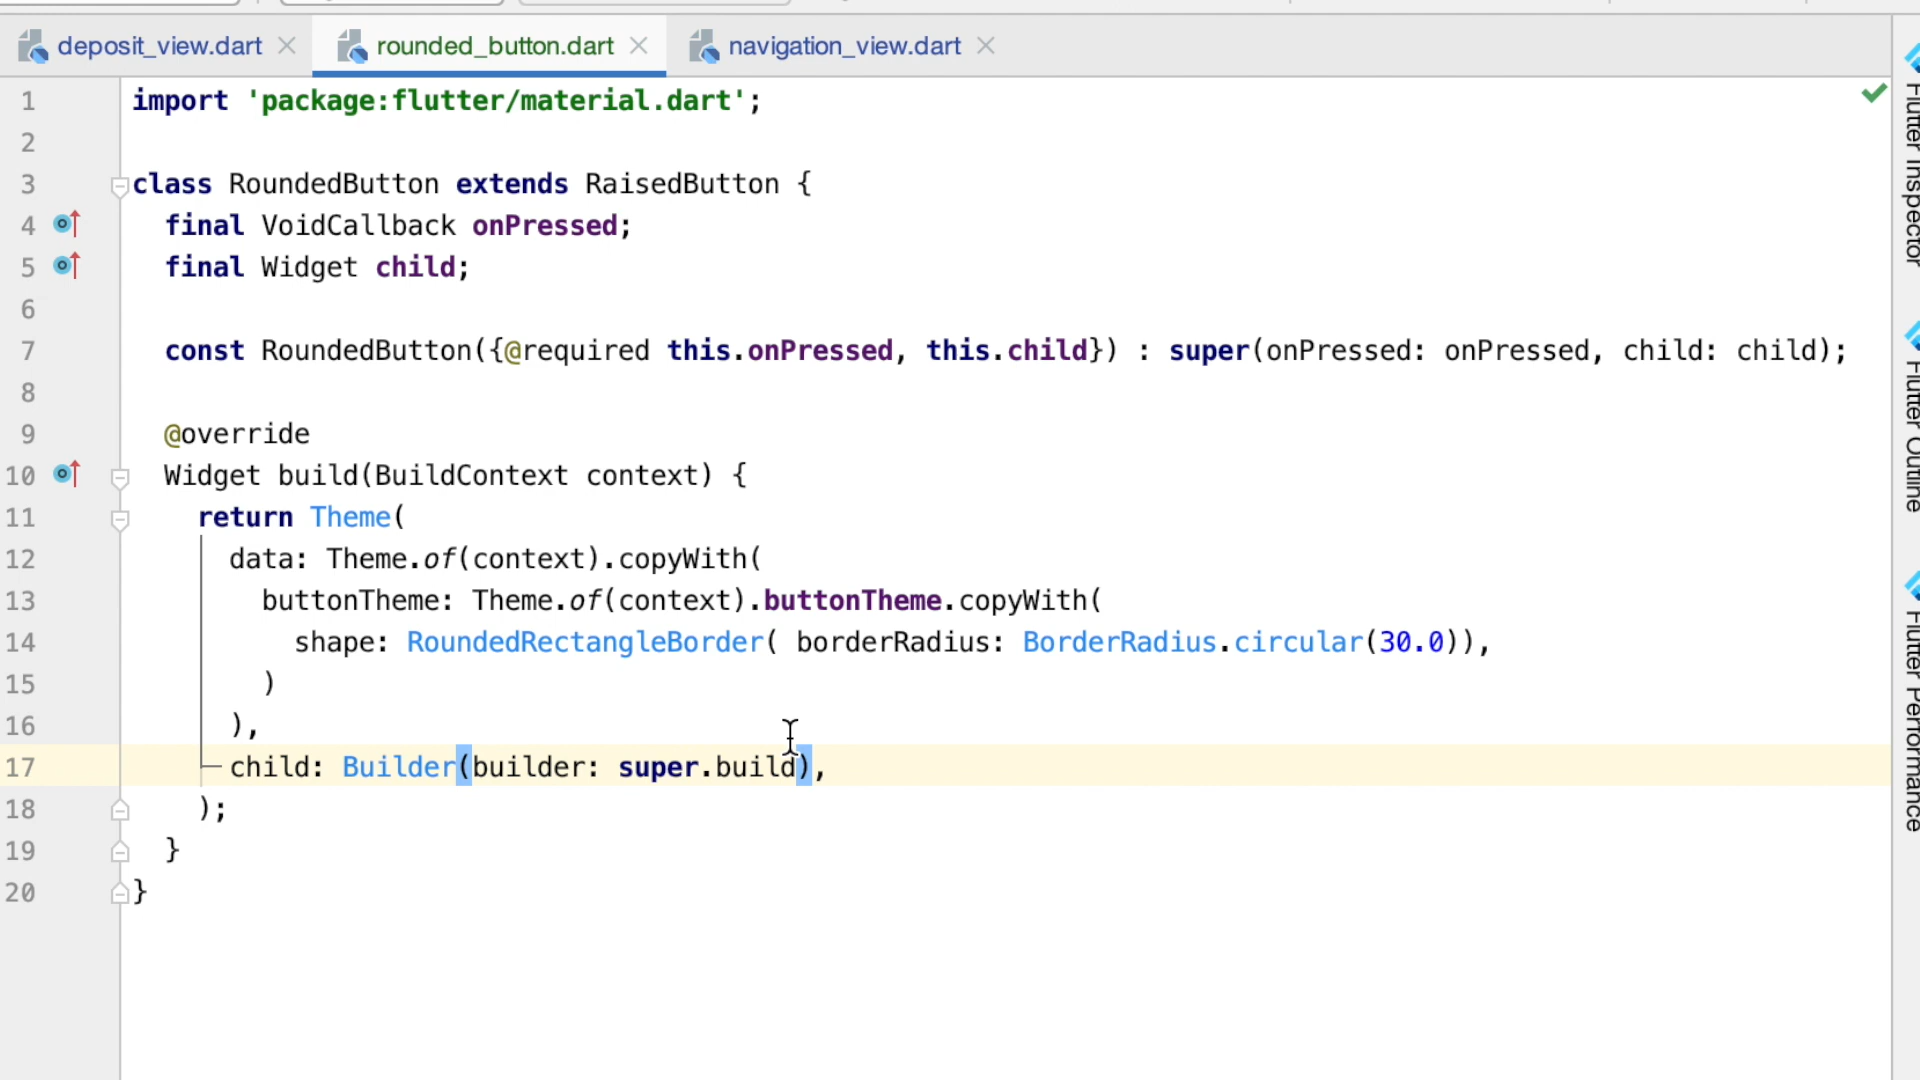 deposit_view.dart
rounded_button.dart
navigation_view.dart
1 import 'package:flutter/material.dart';
2
3 class RoundedButton extends RaisedButton {
4 final VoidCallback onPressed;
5 final Widget child;
6
7 const RoundedButton({@required this.onPressed, this.child}) : super(onPressed: onPressed, child: child);
8
9 @override
10 Widget build(BuildContext context) {
11 return Theme(
12 data: Theme.of(context).copyWith(
13 buttonTheme: Theme.of(context).buttonTheme.copyWith(
14 shape: RoundedRectangleBorder( borderRadius: BorderRadius.circular(30.0)),
15 )
16 ),
17 child: Builder(builder: super.build),
18 );
19 }
20 }
Flutter Inspector
Flutter Outline
Flutter Performance